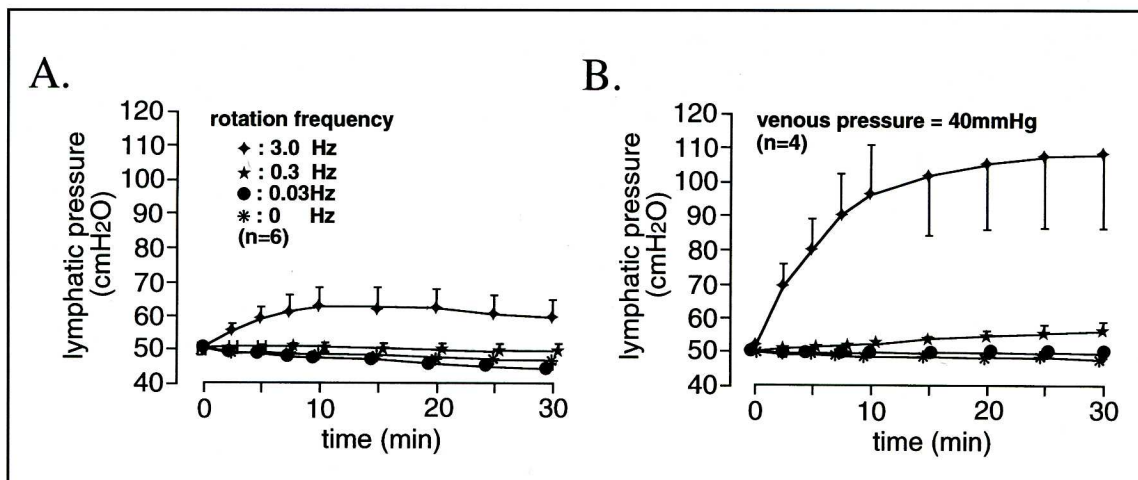 A.
lymphatic pressure
(cmH2O)
120
110
100
90
80
70
60
50
40
rotation frequency
✦ : 3.0 Hz
★ : 0.3 Hz
● : 0.03Hz
✳ : 0 Hz
(n=6)
0
10
20
30
time (min)
B.
lymphatic pressure
(cmH2O)
120
110
100
90
80
70
60
50
40
venous pressure = 40mmHg
(n=4)
0
10
20
30
time (min)